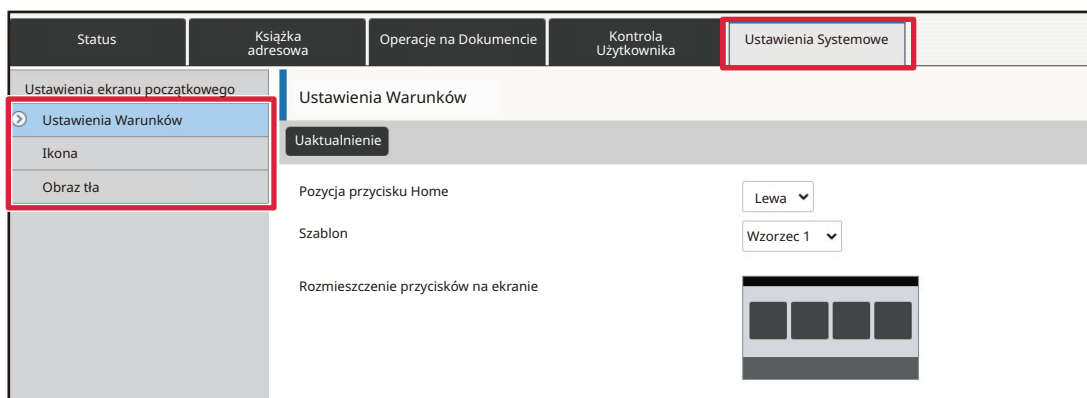 Status
Książka
adresowa
Operacje na Dokumencie
Kontrola
Użytkownika
Ustawienia Systemowe
Ustawienia ekranu początkowego
Ustawienia Warunków
Ikona
Obraz tła
Ustawienia Warunków
Uaktualnienie
Pozycja przycisku Home
Lewa
Szablon
Wzorzec 1
Rozmieszczenie przycisków na ekranie